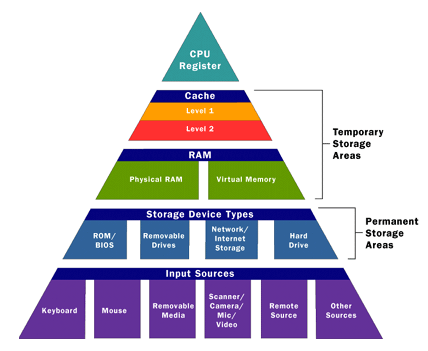 CPU
Register
Cache
Level 1
Level 2
Temporary
Storage
Areas
RAM
Physical RAM
Virtual Memory
Storage Device Types
ROM/
BIOS
Removable
Drives
Network/
Internet
Storage
Hard
Drive
Permanent
Storage
Areas
Input Sources
Keyboard
Mouse
Removable
Media
Scanner/
Camera/
Mic/
Video
Remote
Source
Other
Sources